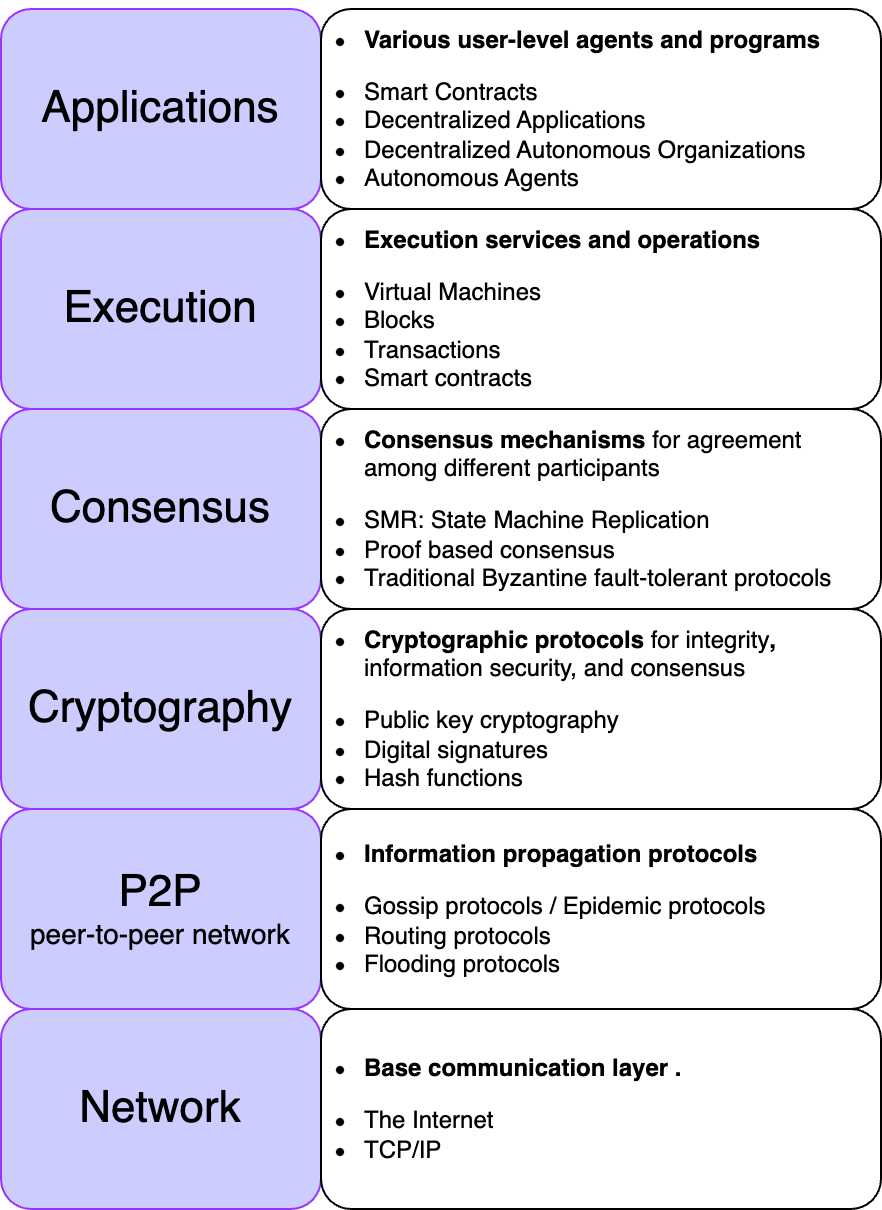 Applications
• Various user-level agents and programs
• Smart Contracts
• Decentralized Applications
• Decentralized Autonomous Organizations
• Autonomous Agents
Execution
• Execution services and operations
• Virtual Machines
• Blocks
• Transactions
• Smart contracts
Consensus
• Consensus mechanisms for agreement
among different participants
• SMR: State Machine Replication
• Proof based consensus
• Traditional Byzantine fault-tolerant protocols
Cryptography
• Cryptographic protocols for integrity,
information security, and consensus
• Public key cryptography
• Digital signatures
• Hash functions
P2P
peer-to-peer network
• Information propagation protocols
• Gossip protocols / Epidemic protocols
• Routing protocols
• Flooding protocols
Network
• Base communication layer .
• The Internet
• TCP/IP